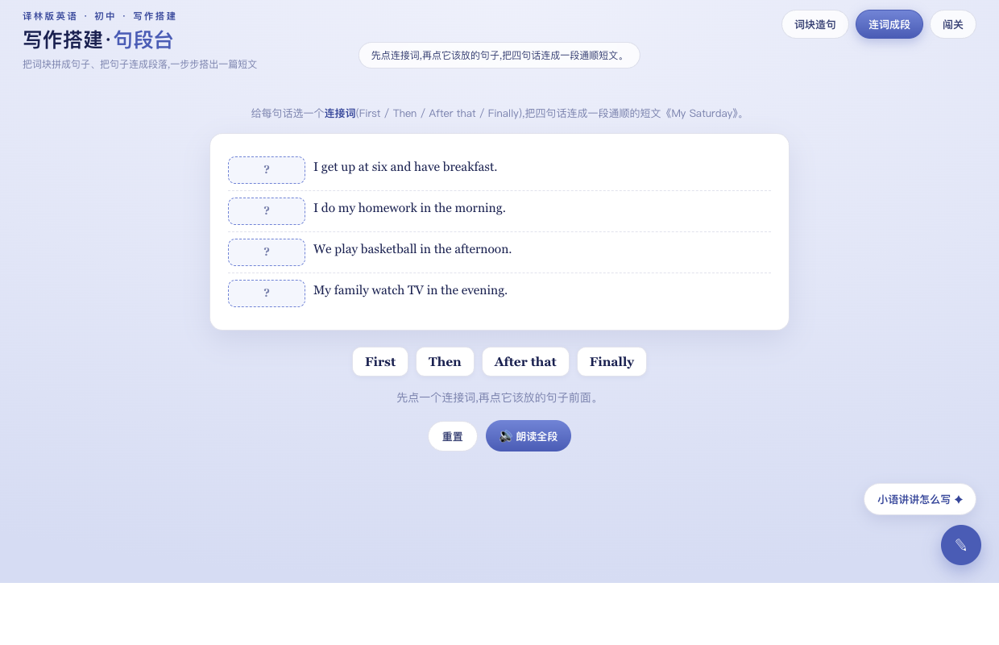 译林版英语 · 初中 · 写作搭建
写作搭建·句段台
把词块拼成句子、把句子连成段落,一步步搭出一篇短文
词块造句
连词成段
闯关
先点连接词,再点它该放的句子,把四句话连成一段通顺短文。
给每句话选一个连接词(First / Then / After that / Finally),把四句话连成一段通顺的短文《My Saturday》。
? I get up at six and have breakfast.
? I do my homework in the morning.
? We play basketball in the afternoon.
? My family watch TV in the evening.
First Then After that Finally
先点一个连接词,再点它该放的句子前面。
重置 🔊 朗读全段
小语讲讲怎么写 ✦